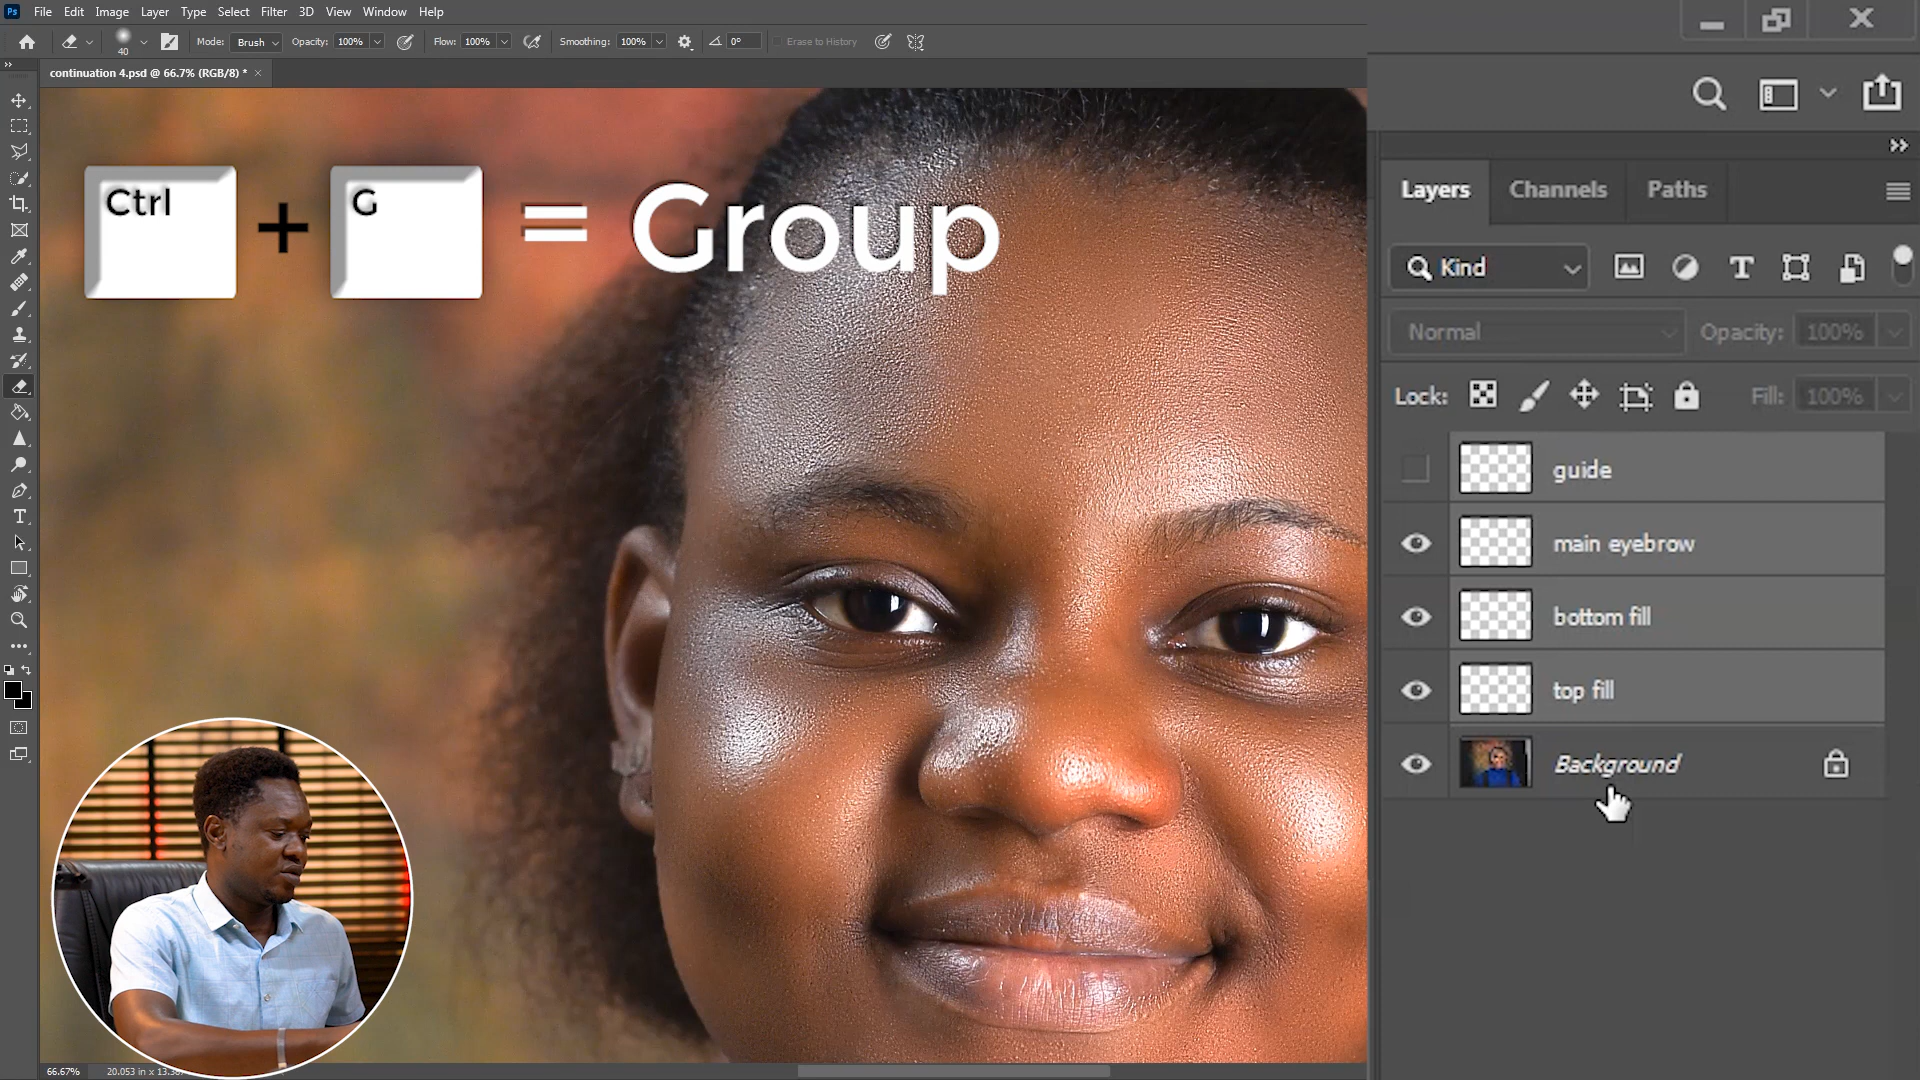 Ps File Edit Image Layer Type Select Filter 3D View Window Help
40 Mode: Brush Opacity: 100% Flow: 100% Smoothing: 100% 0° Erase to History
continuation 4.psd @ 66.7% (RGB/8) * ×
Ctrl + G = Group
Layers Channels Paths
Kind
Normal Opacity: 100%
Lock: Fill: 100%
guide
main eyebrow
bottom fill
top fill
Background
66.67% 20.053 in x